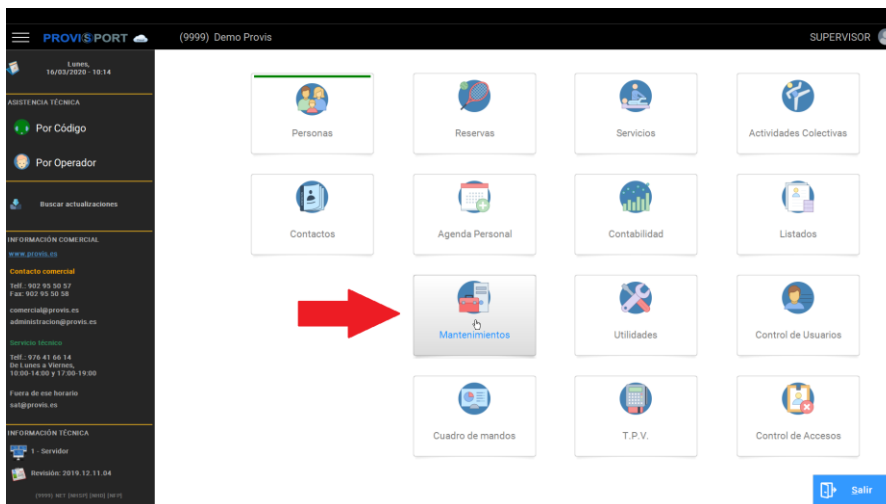 PROVISPORT
(9999) Demo Provis
SUPERVISOR
Lunes,
16/03/2020 - 10:14
ASISTENCIA TÉCNICA
Por Código
Por Operador
Buscar actualizaciones
INFORMACIÓN COMERCIAL
www.provis.es
Contacto comercial
Telf.: 902 95 50 57
Fax: 902 95 50 58
comercial@provis.es
administracion@provis.es
Servicio técnico
Telf.: 976 41 66 14
De Lunes a Viernes,
10:00-14:00 y 17:00-19:00
Fuera de ese horario
sat@provis.es
INFORMACIÓN TÉCNICA
1 - Servidor
Revisión: 2019.12.11.04
Personas
Reservas
Servicios
Actividades Colectivas
Contactos
Agenda Personal
Contabilidad
Listados
Mantenimientos
Utilidades
Control de Usuarios
Cuadro de mandos
T.P.V.
Control de Accesos
Salir